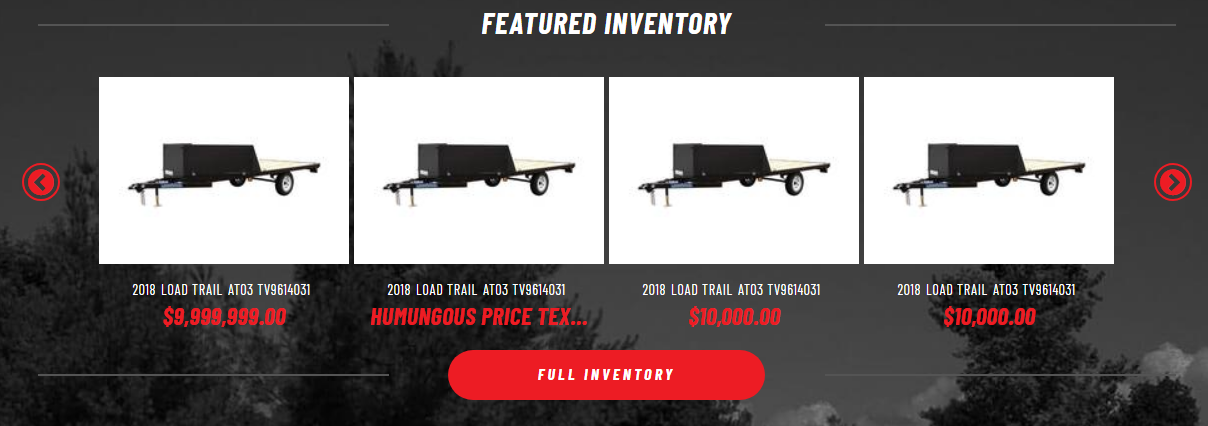 FEATURED INVENTORY
2018 LOAD TRAIL AT03 TV9614031
$9,999,999.00
2018 LOAD TRAIL AT03 TV9614031
HUMUNGOUS PRICE TEX...
2018 LOAD TRAIL AT03 TV9614031
$10,000.00
2018 LOAD TRAIL AT03 TV9614031
$10,000.00
FULL INVENTORY